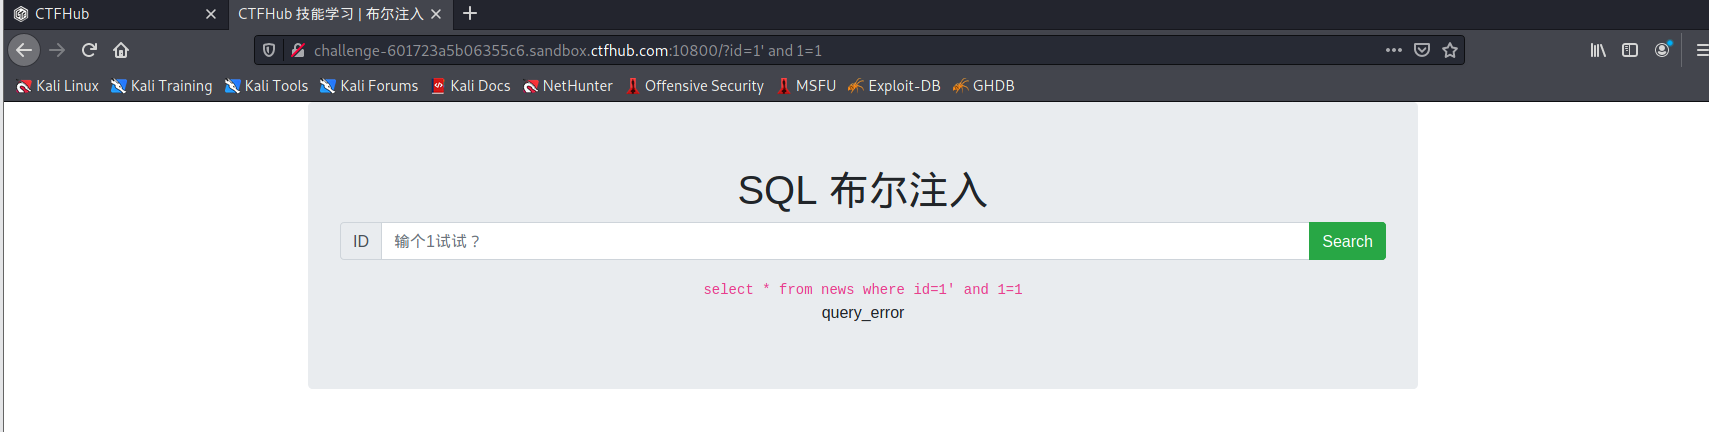 CTFHub
CTFHub 技能学习 | 布尔注入
challenge-601723a5b06355c6.sandbox.ctfhub.com:10800/?id=1' and 1=1
Kali Linux Kali Training Kali Tools Kali Forums Kali Docs NetHunter Offensive Security MSFU Exploit-DB GHDB
SQL 布尔注入
ID 输个1试试？ Search
select * from news where id=1' and 1=1
query_error